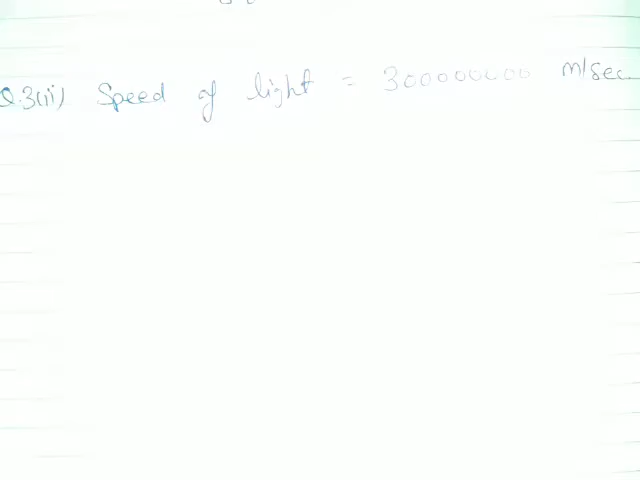 Q.3(ii) Speed of light = 300000000 m/sec